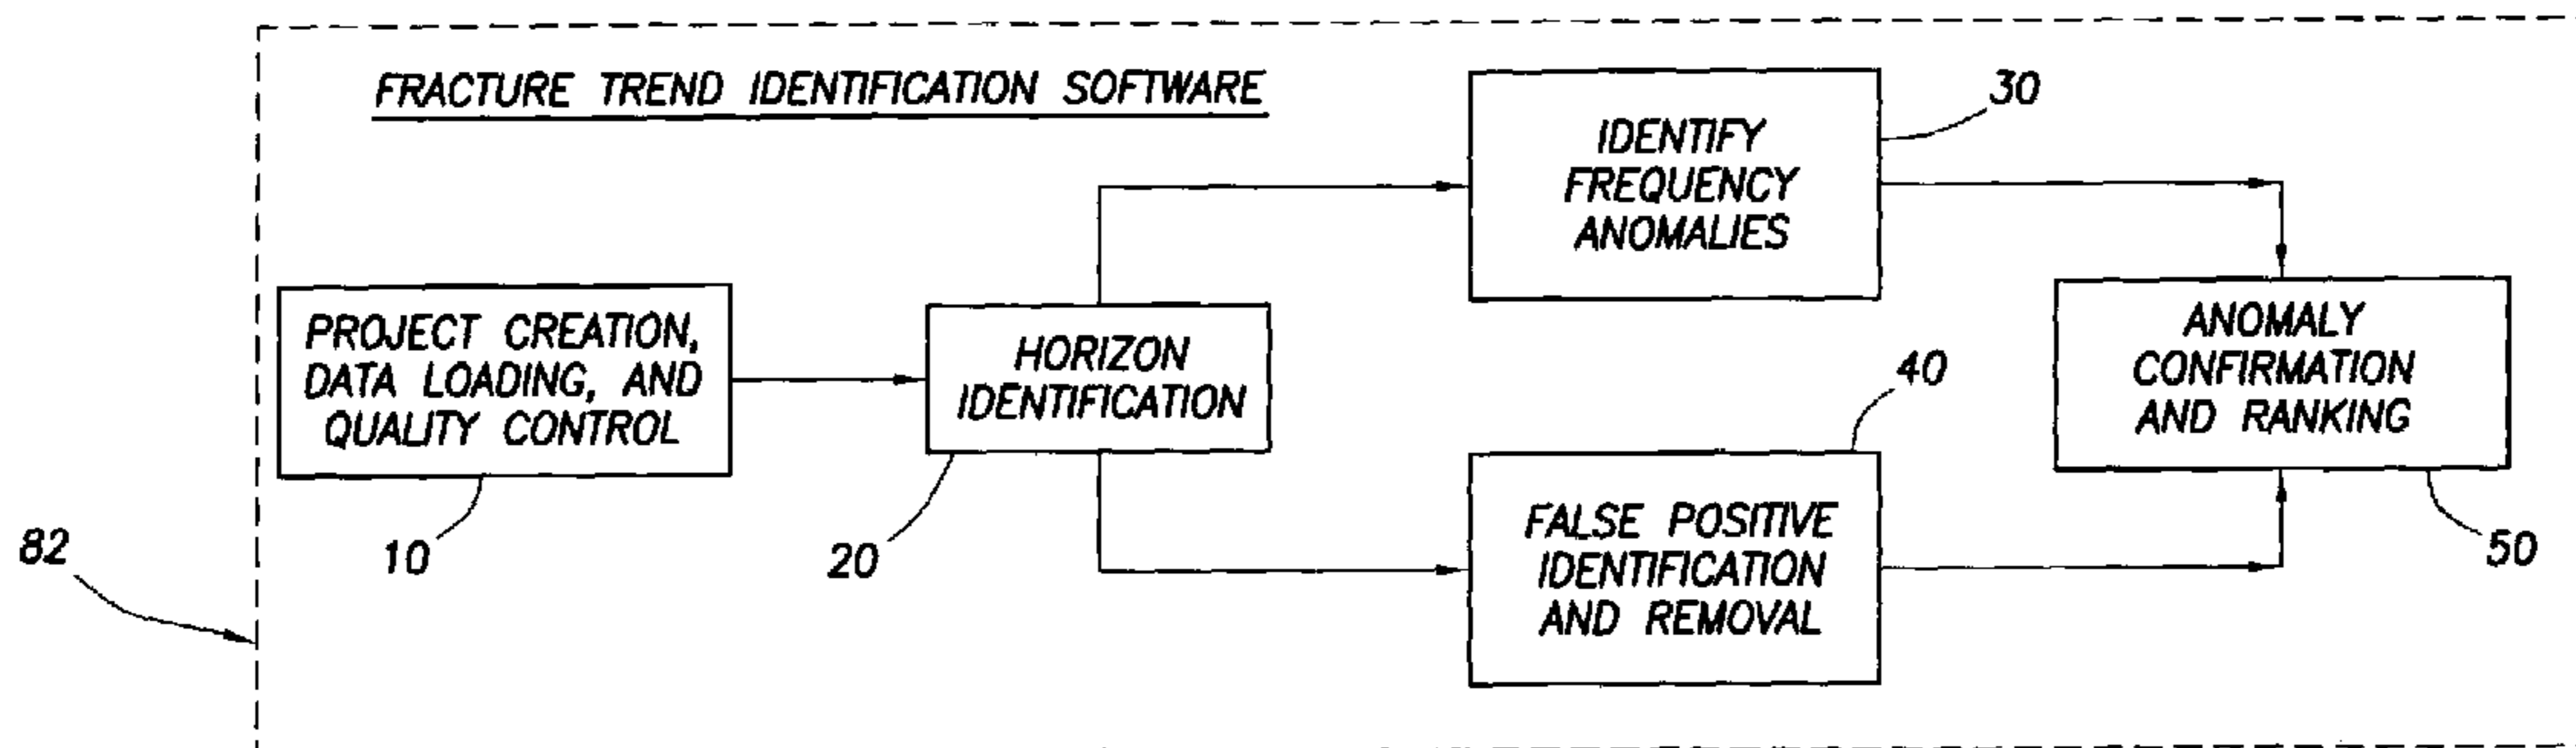 FRACTURE TREND IDENTIFICATION SOFTWARE
30
IDENTIFY
FREQUENCY
ANOMALIES
PROJECT CREATION,
DATA LOADING, AND
QUALITY CONTROL
10
HORIZON
IDENTIFICATION
20
40
FALSE POSITIVE
IDENTIFICATION
AND REMOVAL
ANOMALY
CONFIRMATION
AND RANKING
50
82